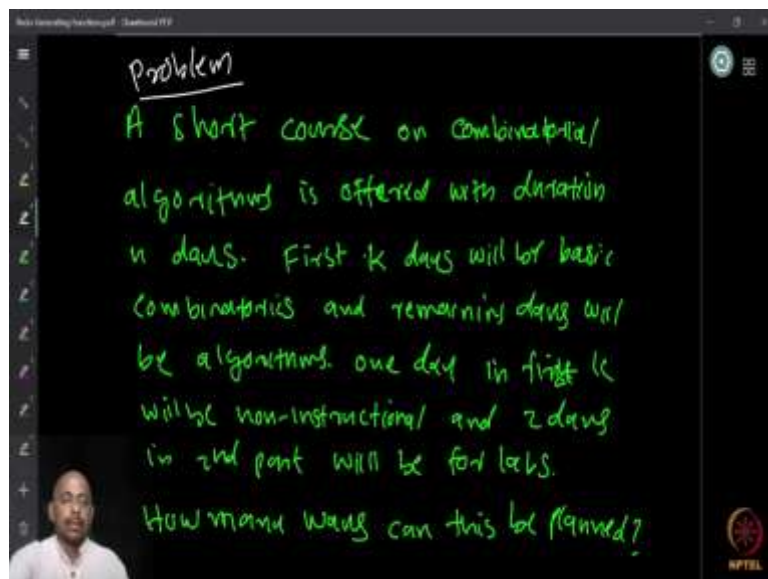 Problem
A short course on combinatorial
algorithms is offered with duration
n days. First k days will be basic
combinatorics and remaining days will
be algorithms. one day in first k
will be non-instructional and 2 days
in 2nd part will be for labs.
How many ways can this be planned?
NPTEL